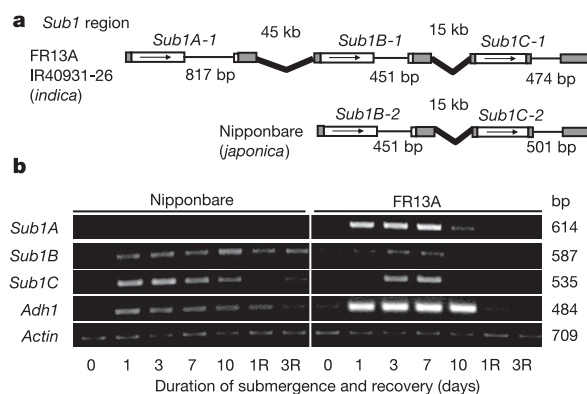 a
Sub1 region
45 kb
15 kb
FR13A
IR40931-26
(indica)
Sub1A-1
Sub1B-1
Sub1C-1
817 bp
451 bp
474 bp
Nipponbare
(japonica)
Sub1B-2
15 kb
Sub1C-2
451 bp
501 bp
b
Nipponbare
FR13A
bp
Sub1A
614
Sub1B
587
Sub1C
535
Adh1
484
Actin
709
0 1 3 7 10 1R 3R 0 1 3 7 10 1R 3R
Duration of submergence and recovery (days)